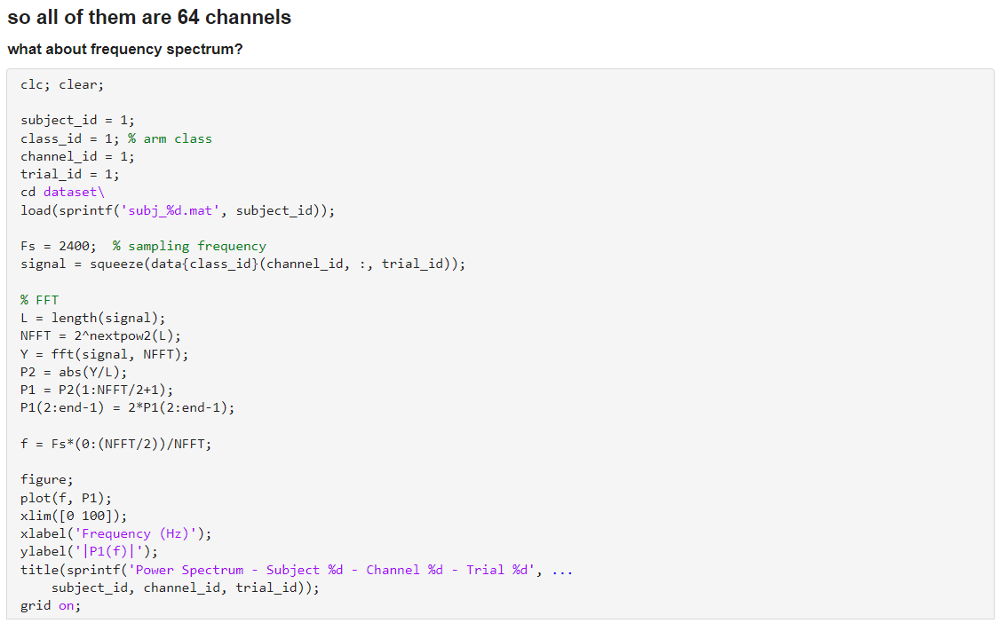 so all of them are 64 channels
what about frequency spectrum?
clc; clear;
subject_id = 1;
class_id = 1; % arm class
channel_id = 1;
trial_id = 1;
cd dataset\
load(sprintf('subj_%d.mat', subject_id));
Fs = 2400;  % sampling frequency
signal = squeeze(data{class_id}(channel_id, :, trial_id));
% FFT
L = length(signal);
NFFT = 2^nextpow2(L);
Y = fft(signal, NFFT);
P2 = abs(Y/L);
P1 = P2(1:NFFT/2+1);
P1(2:end-1) = 2*P1(2:end-1);
f = Fs*(0:(NFFT/2))/NFFT;
figure;
plot(f, P1);
xlim([0 100]);
xlabel('Frequency (Hz)');
ylabel('|P1(f)|');
title(sprintf('Power Spectrum - Subject %d - Channel %d - Trial %d', ...
    subject_id, channel_id, trial_id));
grid on;